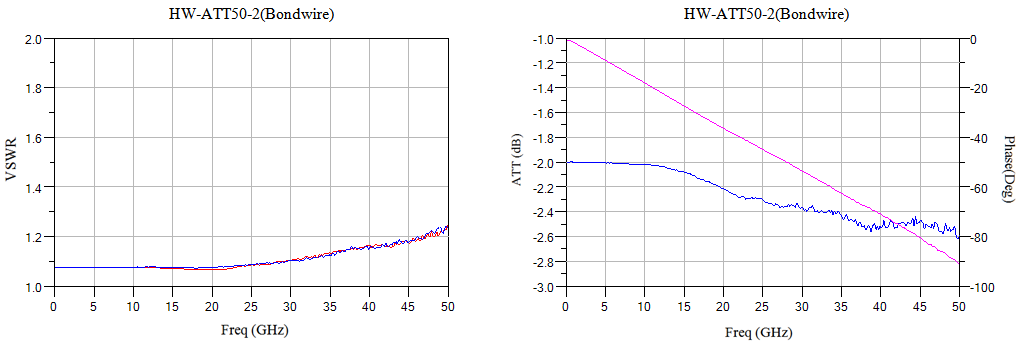 HW-ATT50-2(Bondwire)
2.0
1.8
1.6
1.4
1.2
1.0
VSWR
0 5 10 15 20 25 30 35 40 45 50
Freq (GHz)
HW-ATT50-2(Bondwire)
-1.0
-1.2
-1.4
-1.6
-1.8
-2.0
-2.2
-2.4
-2.6
-2.8
-3.0
ATT (dB)
0
-20
-40
-60
-80
-100
Phase(Deg)
0 5 10 15 20 25 30 35 40 45 50
Freq (GHz)